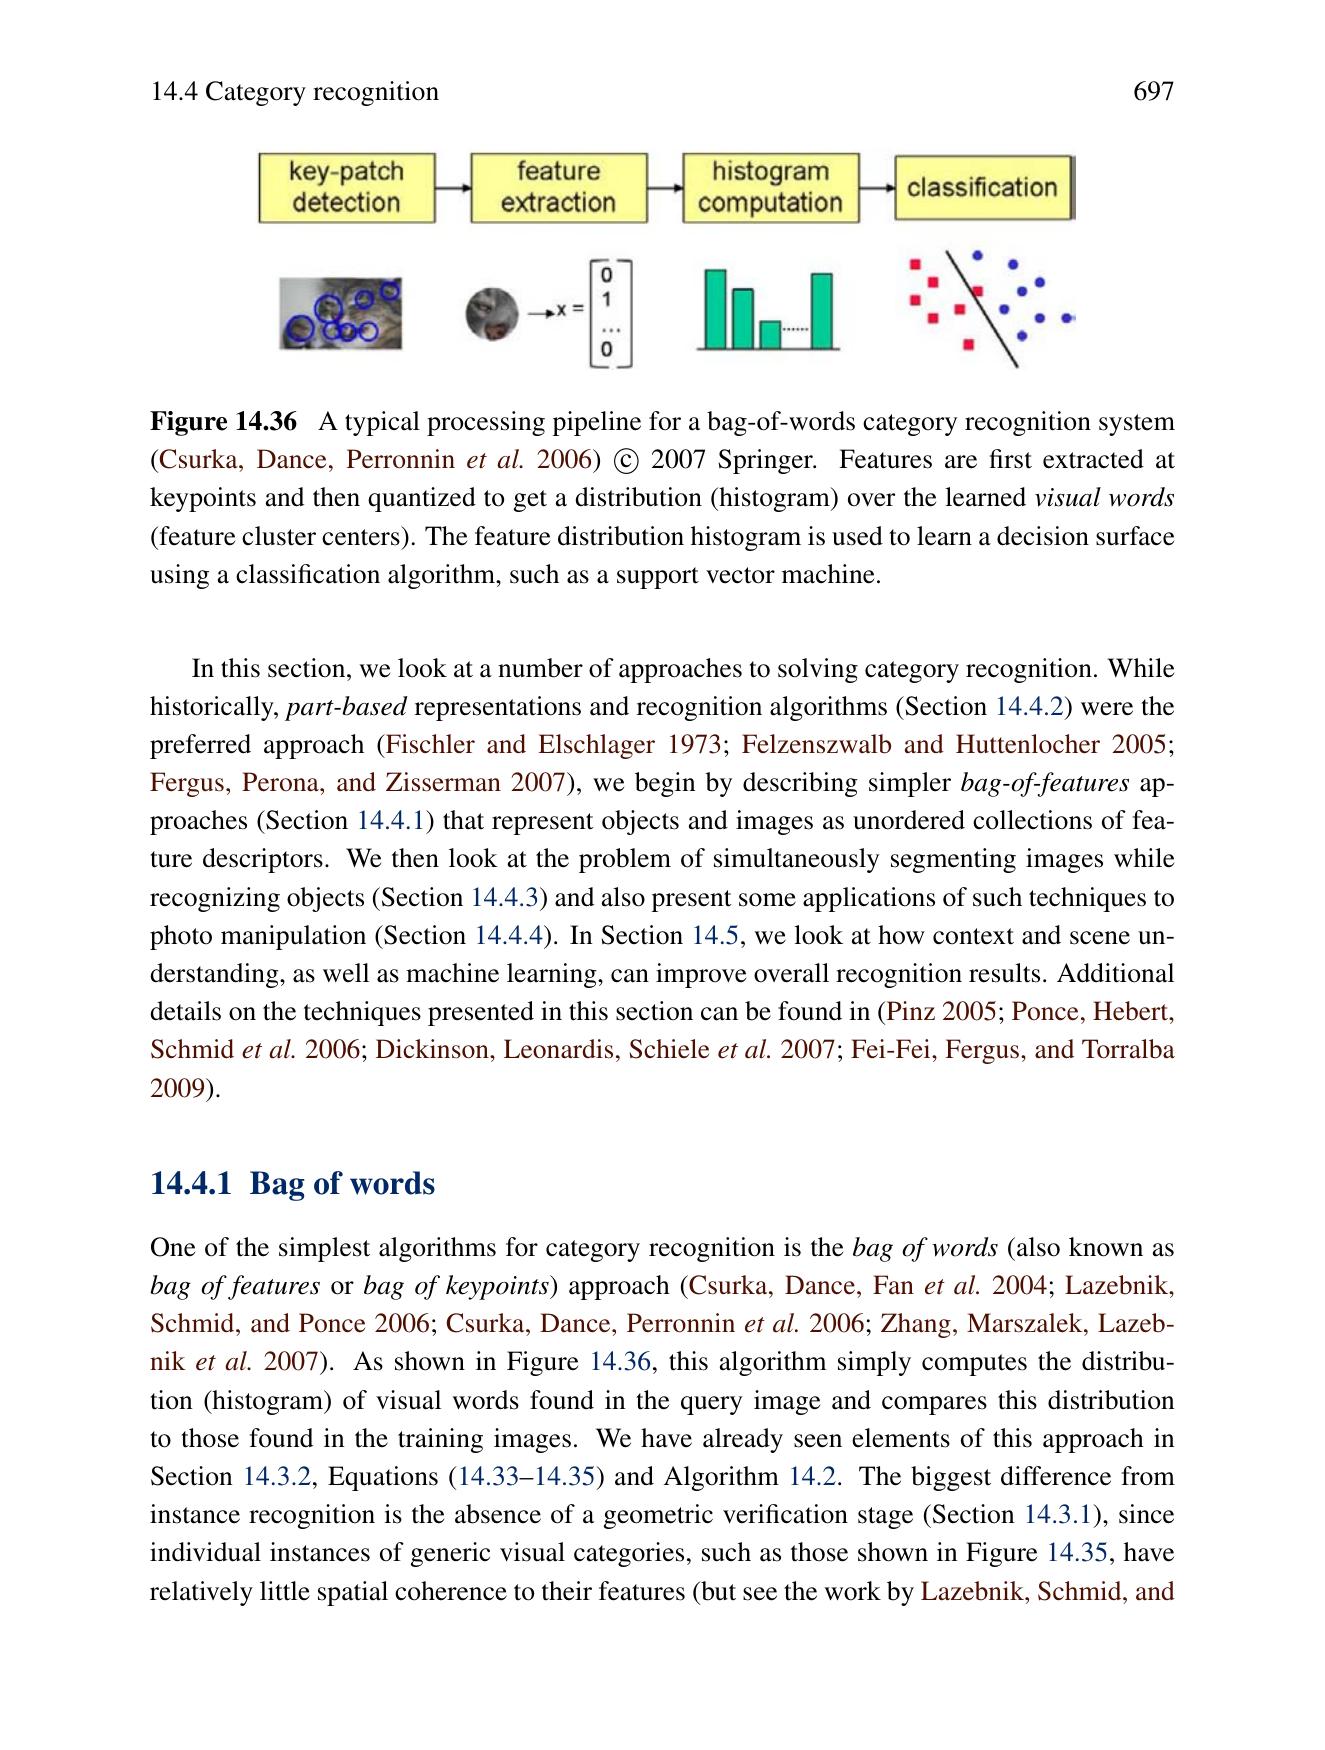 14.4 Category recognition 697
key-patch detection
feature extraction
histogram computation
classification
x = 0 1 ... 0
......
Figure 14.36 A typical processing pipeline for a bag-of-words category recognition system
(Csurka, Dance, Perronnin et al. 2006) © 2007 Springer. Features are first extracted at
keypoints and then quantized to get a distribution (histogram) over the learned visual words
(feature cluster centers). The feature distribution histogram is used to learn a decision surface
using a classification algorithm, such as a support vector machine.
In this section, we look at a number of approaches to solving category recognition. While
historically, part-based representations and recognition algorithms (Section 14.4.2) were the
preferred approach (Fischler and Elschlager 1973; Felzenszwalb and Huttenlocher 2005;
Fergus, Perona, and Zisserman 2007), we begin by describing simpler bag-of-features ap-
proaches (Section 14.4.1) that represent objects and images as unordered collections of fea-
ture descriptors. We then look at the problem of simultaneously segmenting images while
recognizing objects (Section 14.4.3) and also present some applications of such techniques to
photo manipulation (Section 14.4.4). In Section 14.5, we look at how context and scene un-
derstanding, as well as machine learning, can improve overall recognition results. Additional
details on the techniques presented in this section can be found in (Pinz 2005; Ponce, Hebert,
Schmid et al. 2006; Dickinson, Leonardis, Schiele et al. 2007; Fei-Fei, Fergus, and Torralba
2009).
14.4.1 Bag of words
One of the simplest algorithms for category recognition is the bag of words (also known as
bag of features or bag of keypoints) approach (Csurka, Dance, Fan et al. 2004; Lazebnik,
Schmid, and Ponce 2006; Csurka, Dance, Perronnin et al. 2006; Zhang, Marszalek, Lazeb-
nik et al. 2007). As shown in Figure 14.36, this algorithm simply computes the distribu-
tion (histogram) of visual words found in the query image and compares this distribution
to those found in the training images. We have already seen elements of this approach in
Section 14.3.2, Equations (14.33–14.35) and Algorithm 14.2. The biggest difference from
instance recognition is the absence of a geometric verification stage (Section 14.3.1), since
individual instances of generic visual categories, such as those shown in Figure 14.35, have
relatively little spatial coherence to their features (but see the work by Lazebnik, Schmid, and